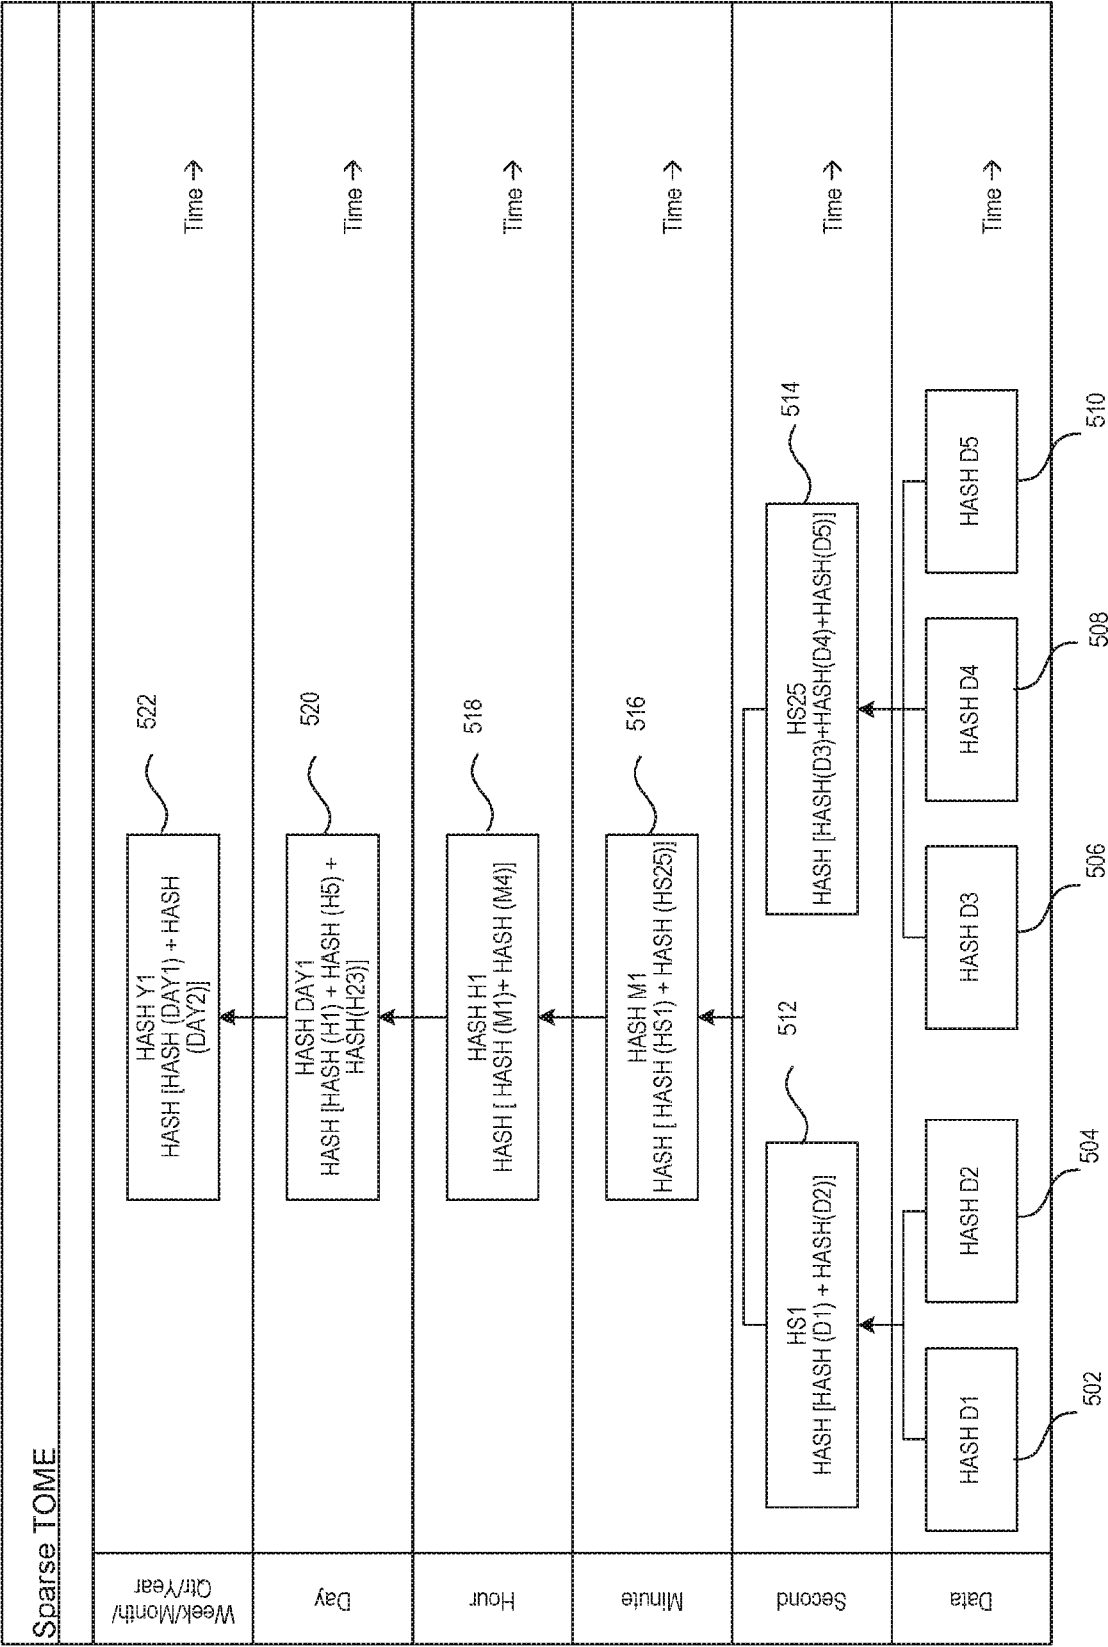 Sparse TOME
Week/Month/
Qtr/Year
HASH Y1
HASH [HASH (DAY1) + HASH
(DAY2)]
522
Time →
Day
HASH DAY1
HASH [HASH (H1) + HASH (H5) +
HASH(H23)]
520
Time →
Hour
HASH H1
HASH [ HASH (M1)+ HASH (M4)]
518
Time →
Minute
HASH M1
HASH [ HASH (HS1) + HASH (HS25)]
516
Time →
Second
HS1
HASH [HASH (D1) + HASH(D2)]
512
HS25
HASH [HASH(D3)+HASH(D4)+HASH(D5)]
514
Time →
Data
HASH D1
HASH D2
HASH D3
HASH D4
HASH D5
Time →
502
504
506
508
510